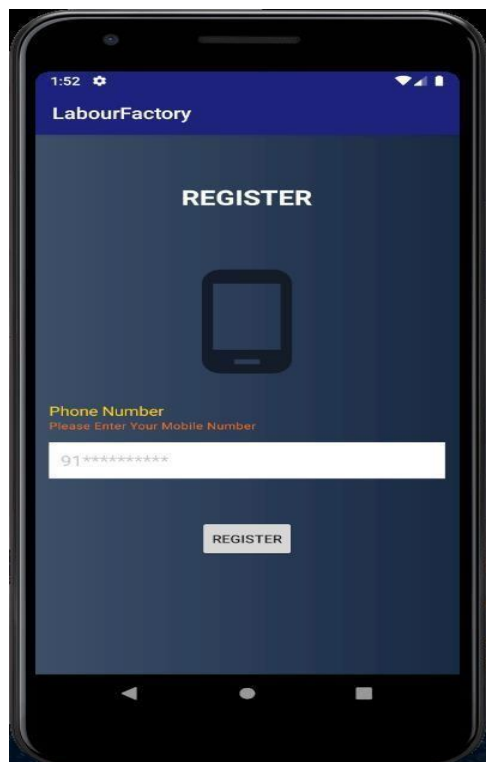 1:52
LabourFactory
REGISTER
Phone Number
Please Enter Your Mobile Number
91**********
REGISTER